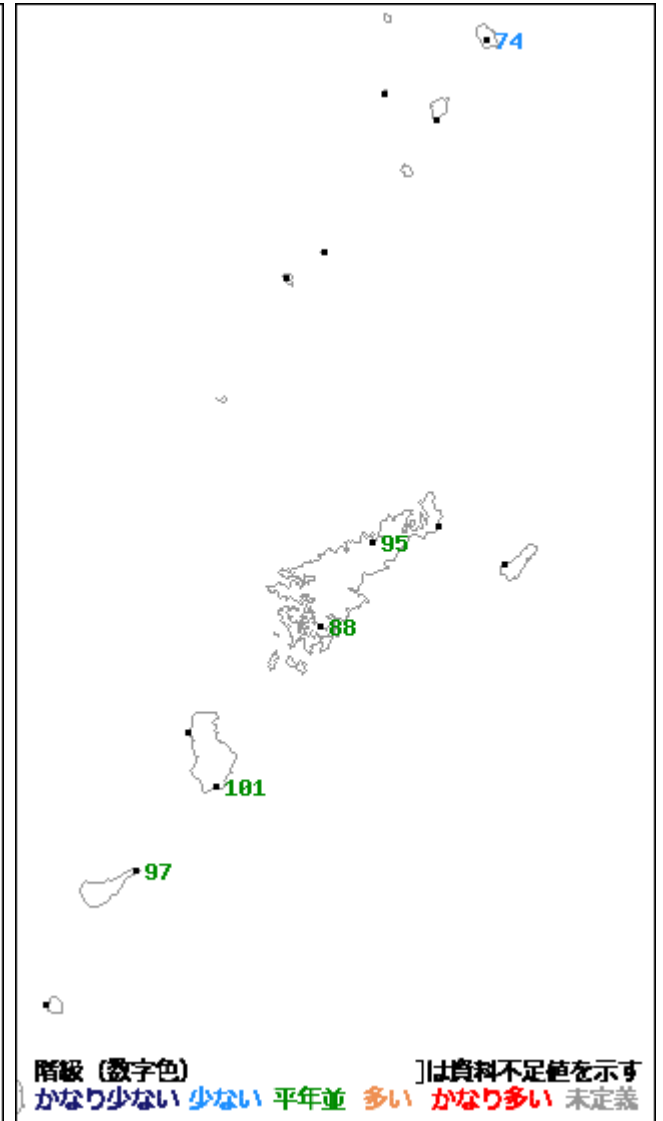 74
95
88
101
97
階級（数字色） ]は資料不足値を示す
かなり少ない 少ない 平年並 多い かなり多い 未定義